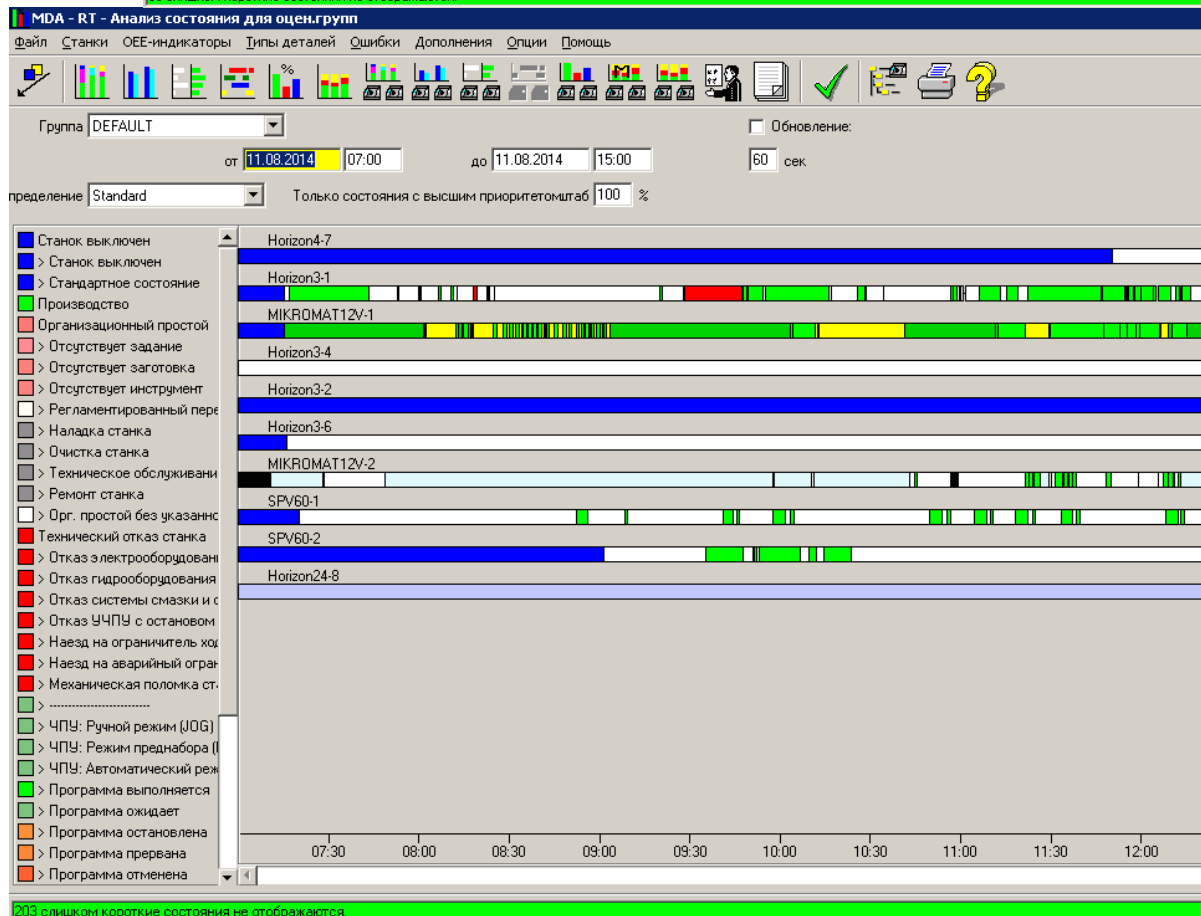 MDA - RT - Анализ состояния для оцен.групп
Файл Станки ОЕЕ-индикаторы Типы деталей Ошибки Дополнения Опции Помощь
Группа DEFAULT Обновление:
от 11.08.2014 07:00 до 11.08.2014 15:00 60 сек
пределение Standard Только состояния с высшим приоритетомштаб 100 %
Станок выключен
> Станок выключен
> Стандартное состояние
Производство
Организационный простой
> Отсутствует задание
> Отсутствует заготовка
> Отсутствует инструмент
> Регламентированный пере
> Наладка станка
> Очистка станка
> Техническое обслуживани
> Ремонт станка
> Орг. простой без указанно
Технический отказ станка
> Отказ электрооборудован
> Отказ гидрооборудования
> Отказ системы смазки и о
> Отказ УЧПУ с остановом
> Наезд на ограничитель ход
> Наезд на аварийный огран
> Механическая поломка ст
> --------------------------
> ЧПУ: Ручной режим (JOG)
> ЧПУ: Режим преднабора (
> ЧПУ: Автоматический реж
> Программа выполняется
> Программа ожидает
> Программа остановлена
> Программа прервана
> Программа отменена
Horizon4-7
Horizon3-1
MIKROMAT12V-1
Horizon3-4
Horizon3-2
Horizon3-6
MIKROMAT12V-2
SPV60-1
SPV60-2
Horizon24-8
07:30 08:00 08:30 09:00 09:30 10:00 10:30 11:00 11:30 12:00
203 слишком короткие состояния не отображаются.